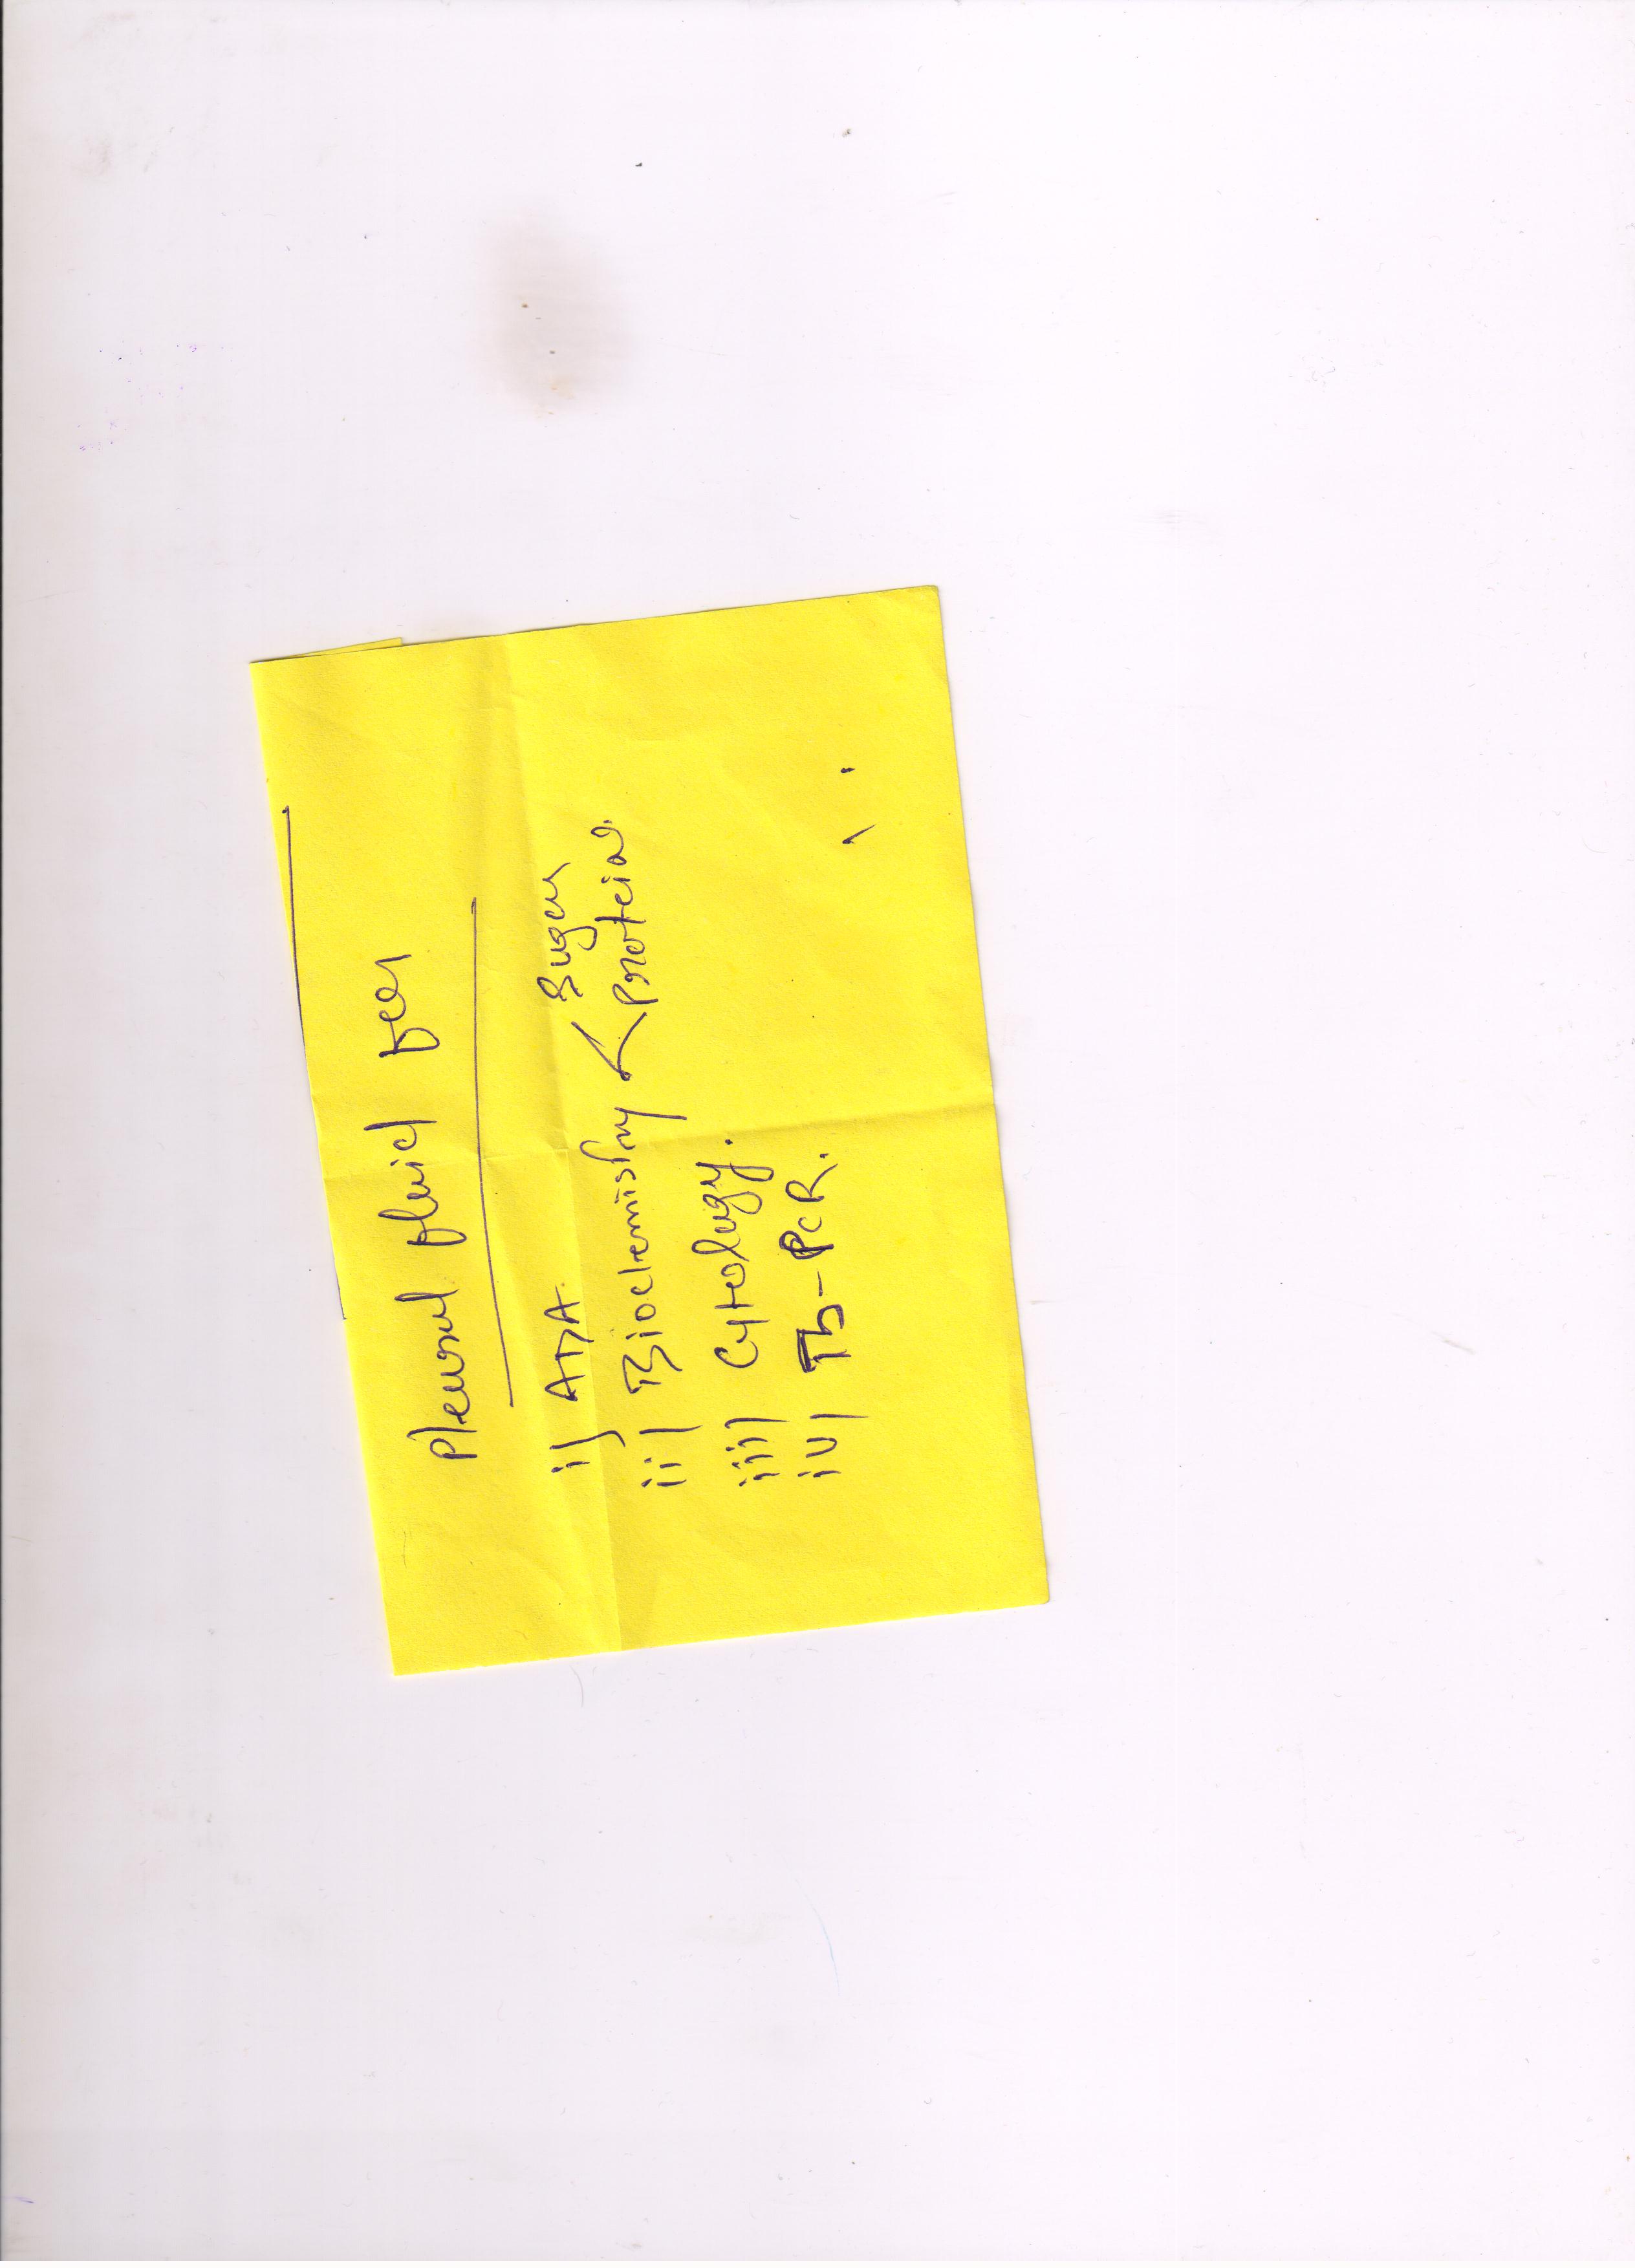 Pleural fluid for
i) ADA
ii) Biochemistry < Sugar
Protein.
iii) Cytology.
iv) Tb-PCR.